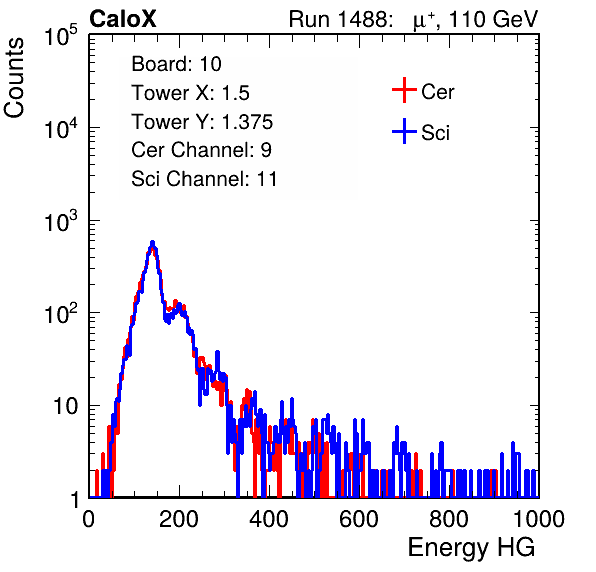 CaloX Run 1488: μ⁺, 110 GeV
Board: 10
Tower X: 1.5
Tower Y: 1.375
Cer Channel: 9
Sci Channel: 11
Cer
Sci
Counts
10⁵
10⁴
10³
10²
10
1
0 200 400 600 800 1000
Energy HG